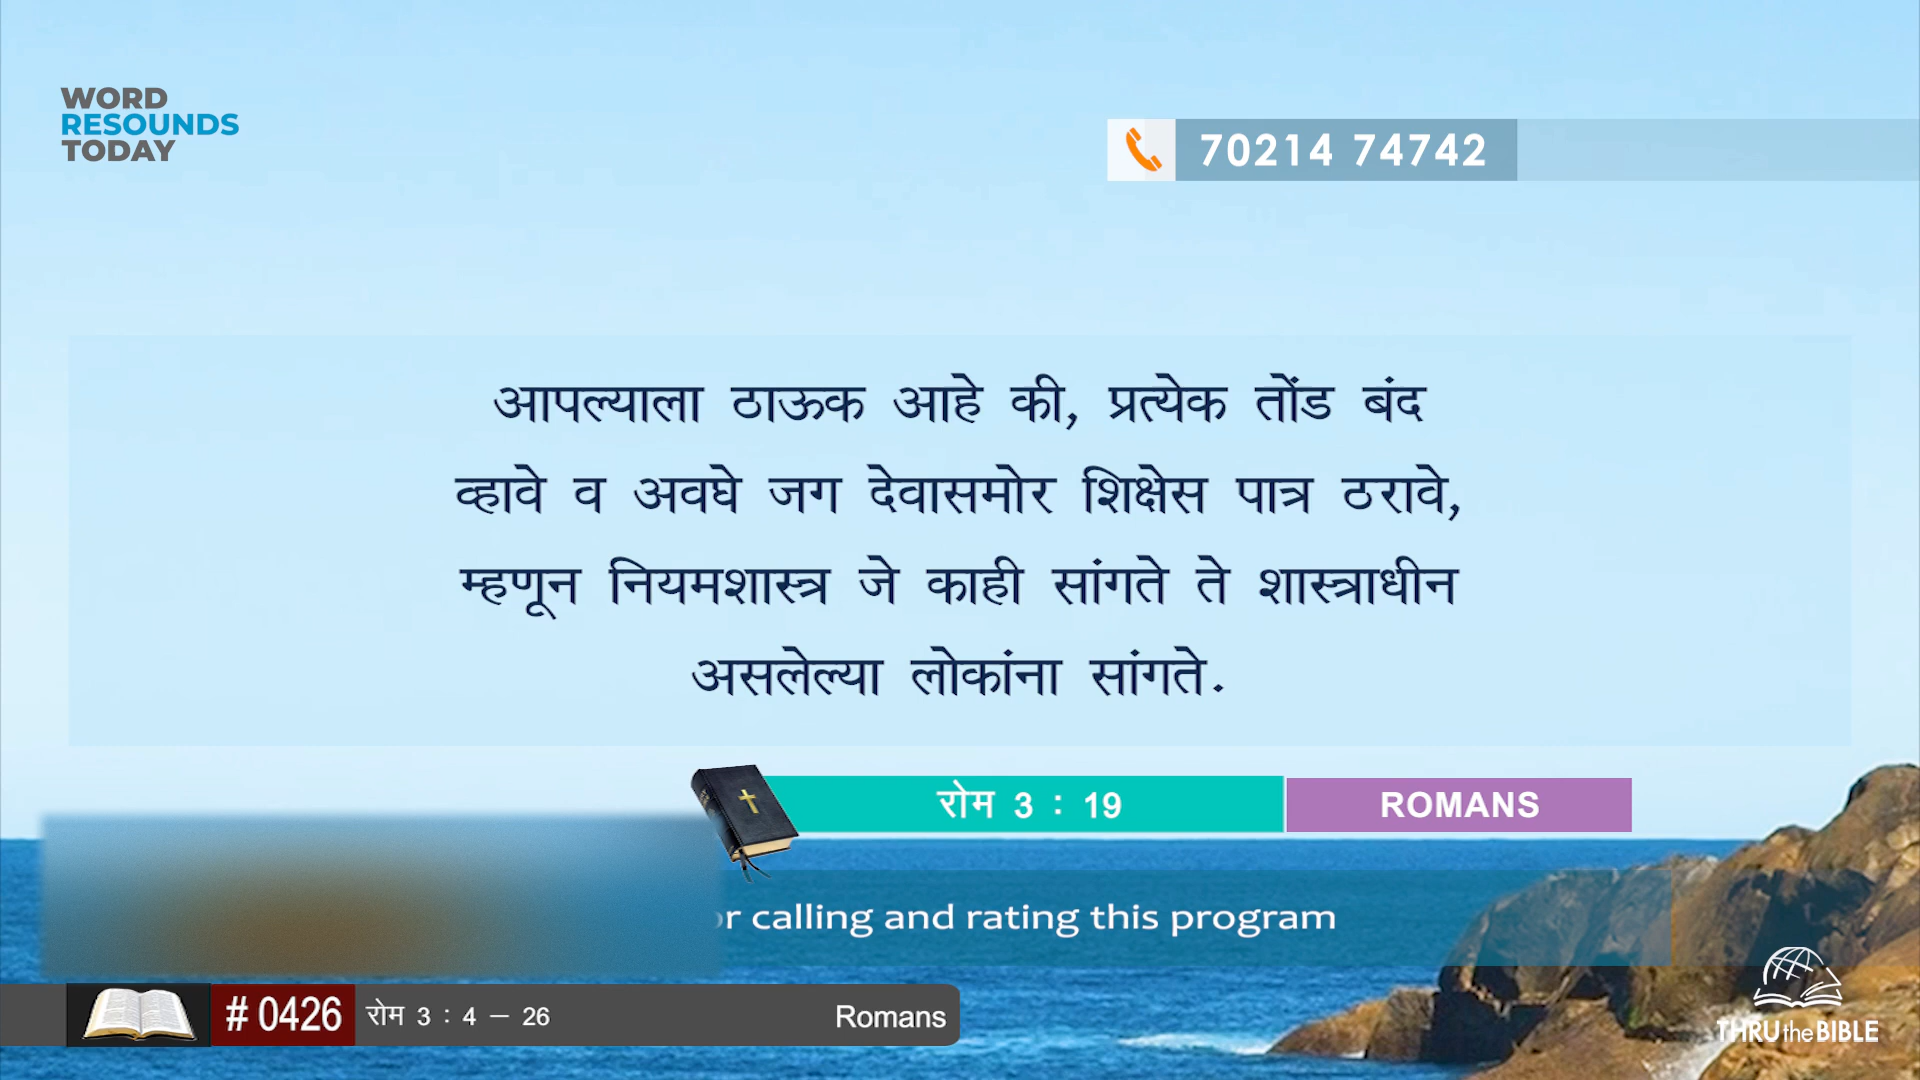 WORD
RESOUNDS
TODAY
70214 74742
आपल्याला ठाऊक आहे की, प्रत्येक तोंड बंद
व्हावे व अवघे जग देवासमोर शिक्षेस पात्र ठरावे,
म्हणून नियमशास्त्र जे काही सांगते ते शास्त्राधीन
असलेल्या लोकांना सांगते.
रोम 3 : 19
ROMANS
calling and rating this program
# 0426
रोम 3 : 4 – 26
Romans
THRU the BIBLE